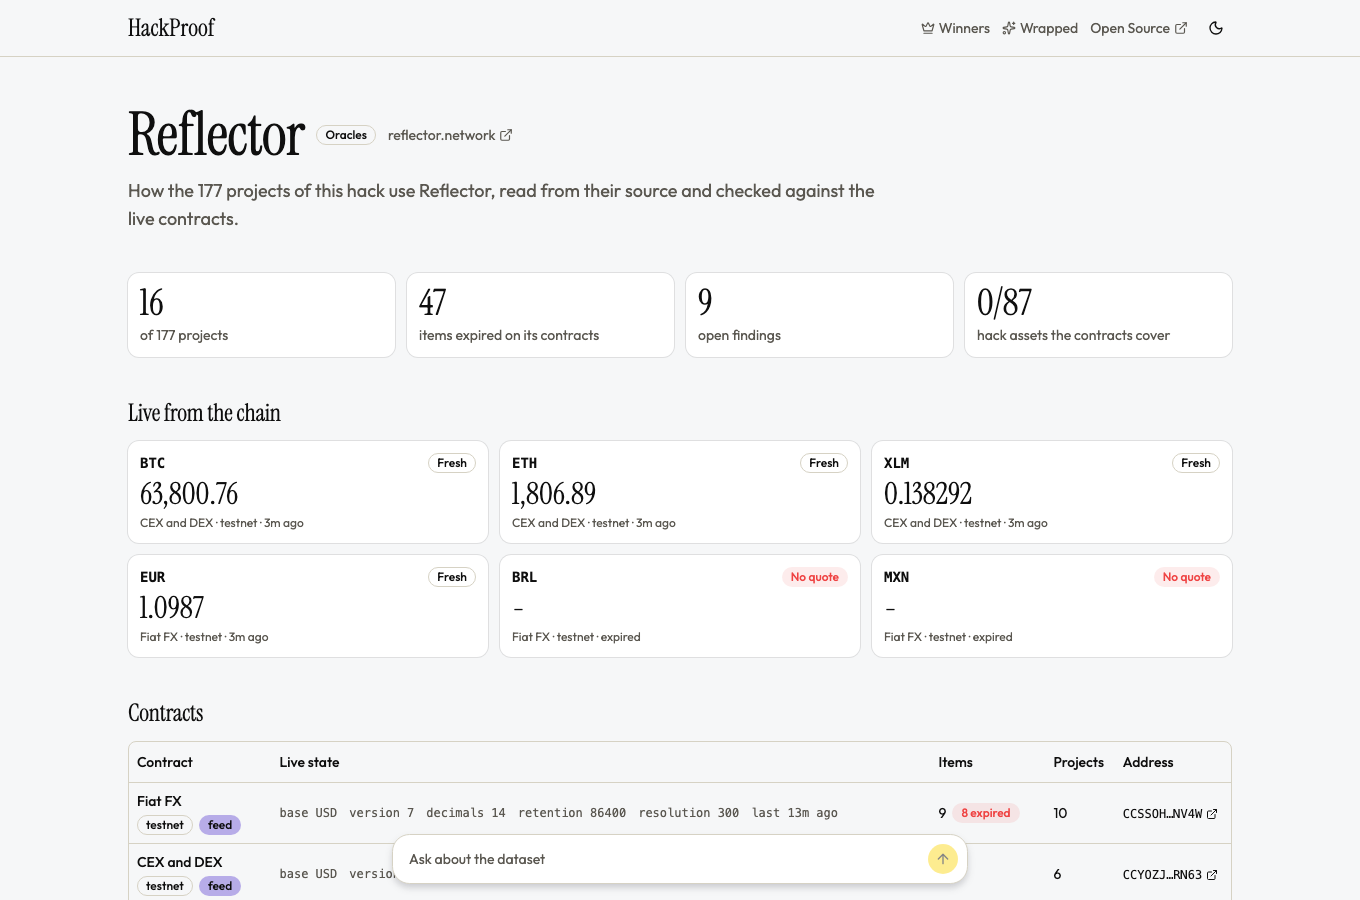 HackProof
Winners Wrapped Open Source
Reflector Oracles reflector.network
How the 177 projects of this hack use Reflector, read from their source and checked against the
live contracts.
16
of 177 projects
47
items expired on its contracts
9
open findings
0/87
hack assets the contracts cover
Live from the chain
BTC Fresh
63,800.76
CEX and DEX · testnet · 3m ago
ETH Fresh
1,806.89
CEX and DEX · testnet · 3m ago
XLM Fresh
0.138292
CEX and DEX · testnet · 3m ago
EUR Fresh
1.0987
Fiat FX · testnet · 3m ago
BRL No quote
–
Fiat FX · testnet · expired
MXN No quote
–
Fiat FX · testnet · expired
Contracts
Contract Live state Items Projects Address
Fiat FX
testnet feed
base USD version 7 decimals 14 retention 86400 resolution 300 last 13m ago
9 8 expired 10 CCSSOH…NV4W
CEX and DEX
testnet feed
base USD
6 CCYOZJ…RN63
Ask about the dataset